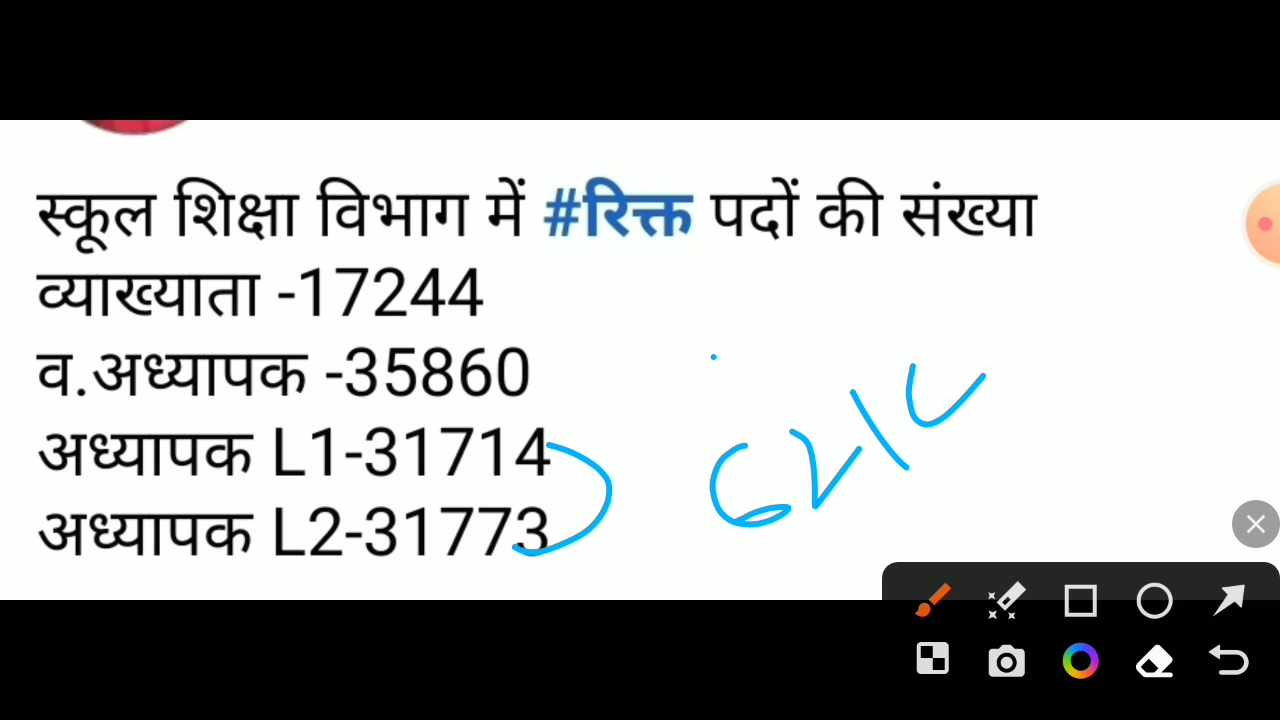 स्कूल शिक्षा विभाग में #रिक्त पदों की संख्या
व्याख्याता -17244
व.अध्यापक -35860
अध्यापक L1-31714
अध्यापक L2-31773